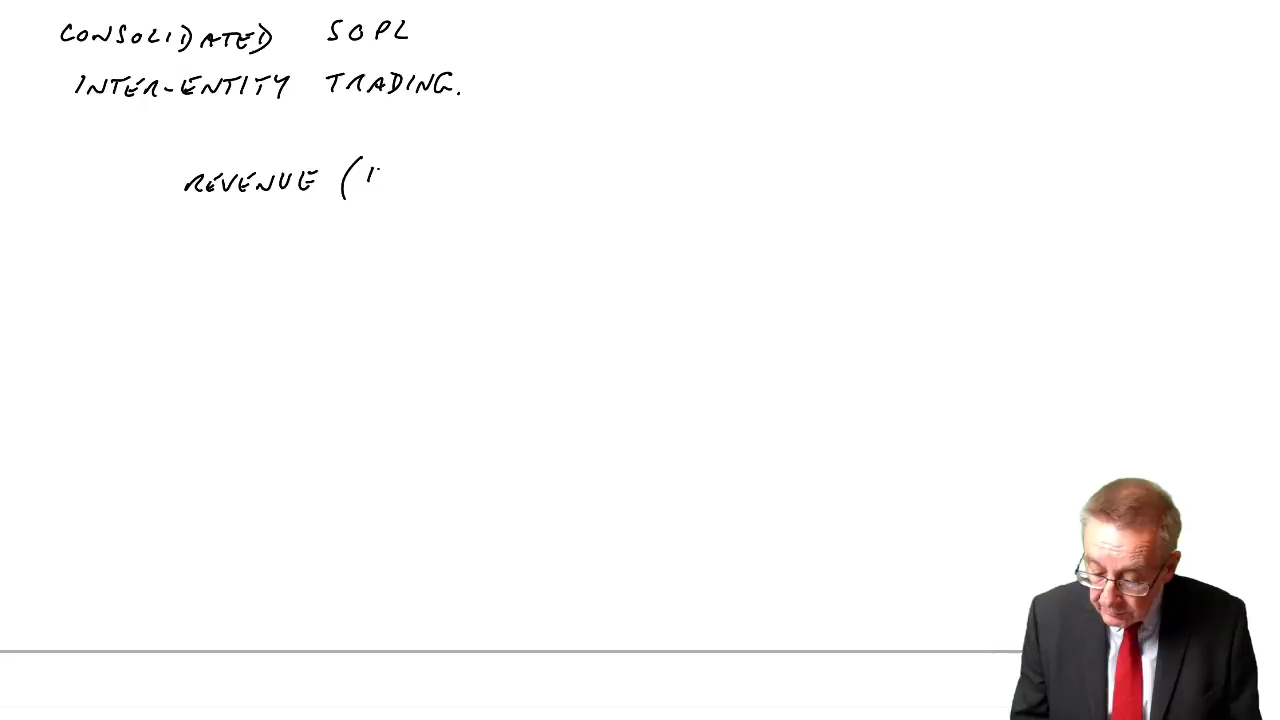 CONSOLIDATED SOPL
INTER-ENTITY TRADING.
REVENUE (